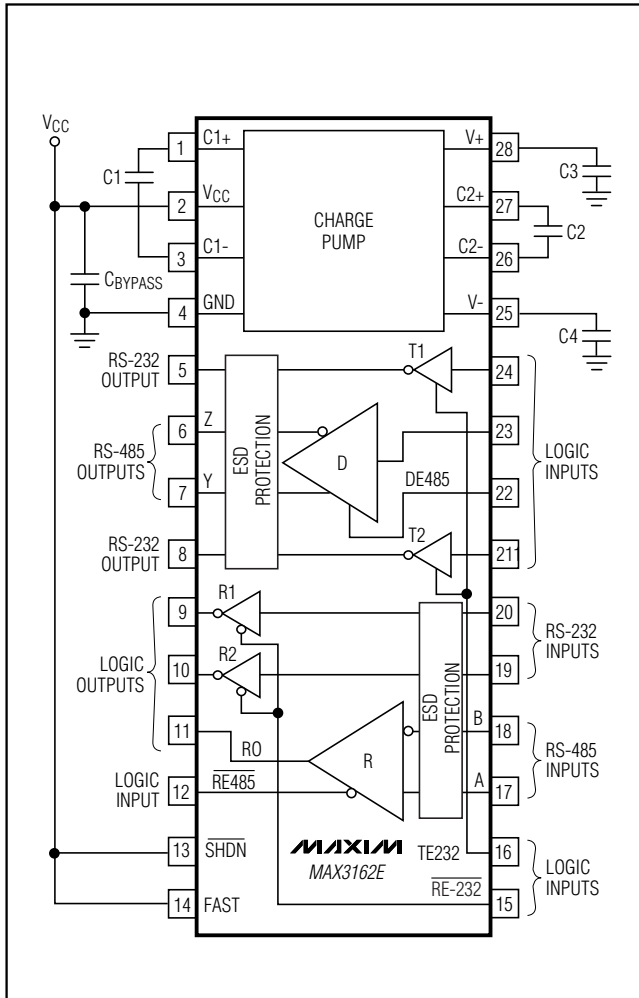 VCC
C1
1
C1+
V+
28
C3
2
VCC
C2+
27
CHARGE
PUMP
C2
3
C1-
C2-
26
CBYPASS
4
GND
V-
25
C4
RS-232
OUTPUT
5
T1
24
6
Z
23
RS-485
OUTPUTS
ESD
PROTECTION
D
LOGIC
INPUTS
7
Y
DE485
22
RS-232
OUTPUT
8
T2
211
9
R1
20
RS-232
INPUTS
LOGIC
OUTPUTS
10
R2
19
ESD
PROTECTION
11
RO
R
B
18
RS-485
INPUTS
LOGIC
INPUT
12
RE485
A
17
13
SHDN
MAXIM
MAX3162E
TE232
16
LOGIC
INPUTS
14
FAST
RE-232
15